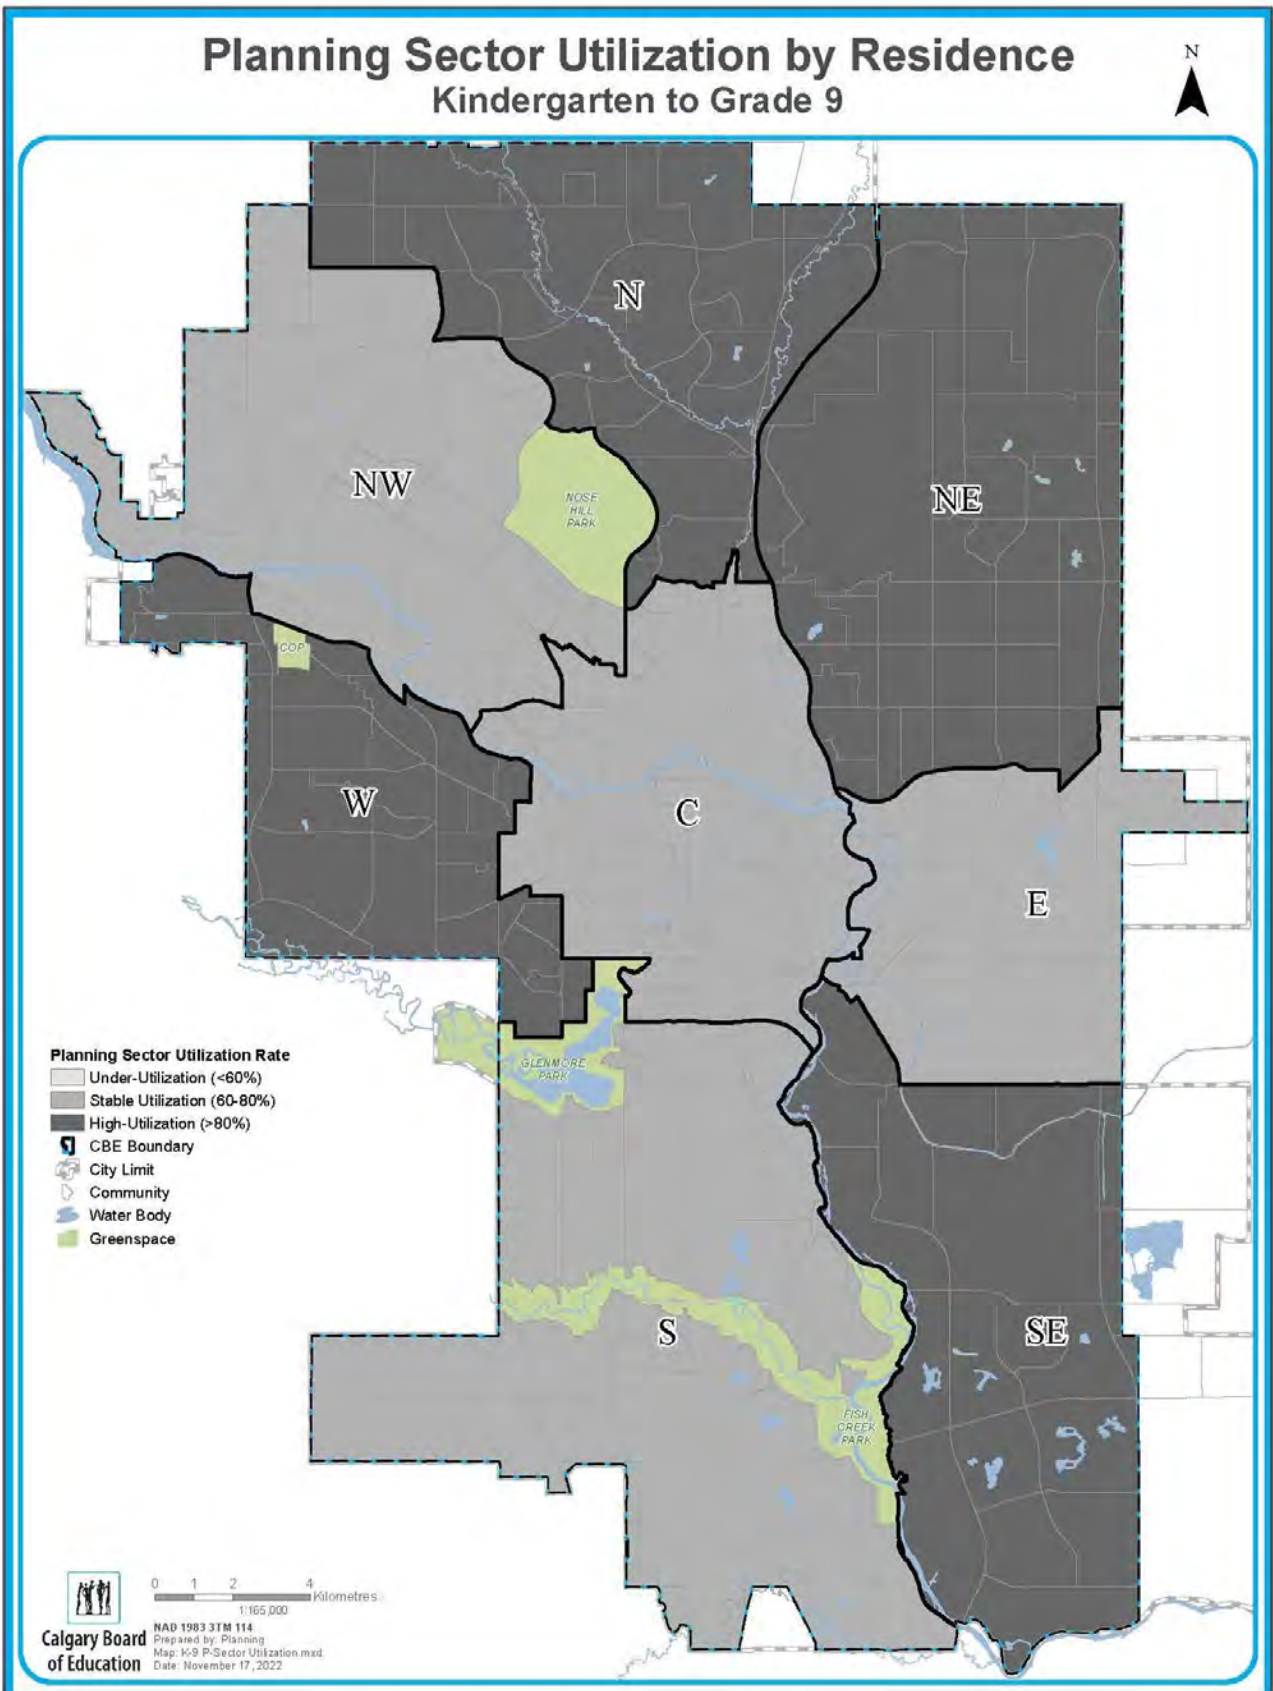 Planning Sector Utilization by Residence
Kindergarten to Grade 9
N
N
NW
NOSE
HILL
PARK
NE
COP
W
C
E
GLENMORE
PARK
Planning Sector Utilization Rate
Under-Utilization (<60%)
Stable Utilization (60-80%)
High-Utilization (>80%)
CBE Boundary
City Limit
Community
Water Body
Greenspace
S
SE
FISH
CREEK
PARK
0 1 2 4
Kilometres
1:165,000
Calgary Board
of Education
NAD 1983 3TM 114
Prepared by: Planning
Map: K-9 P-Sector Utilization.mxd
Date: November 17, 2022